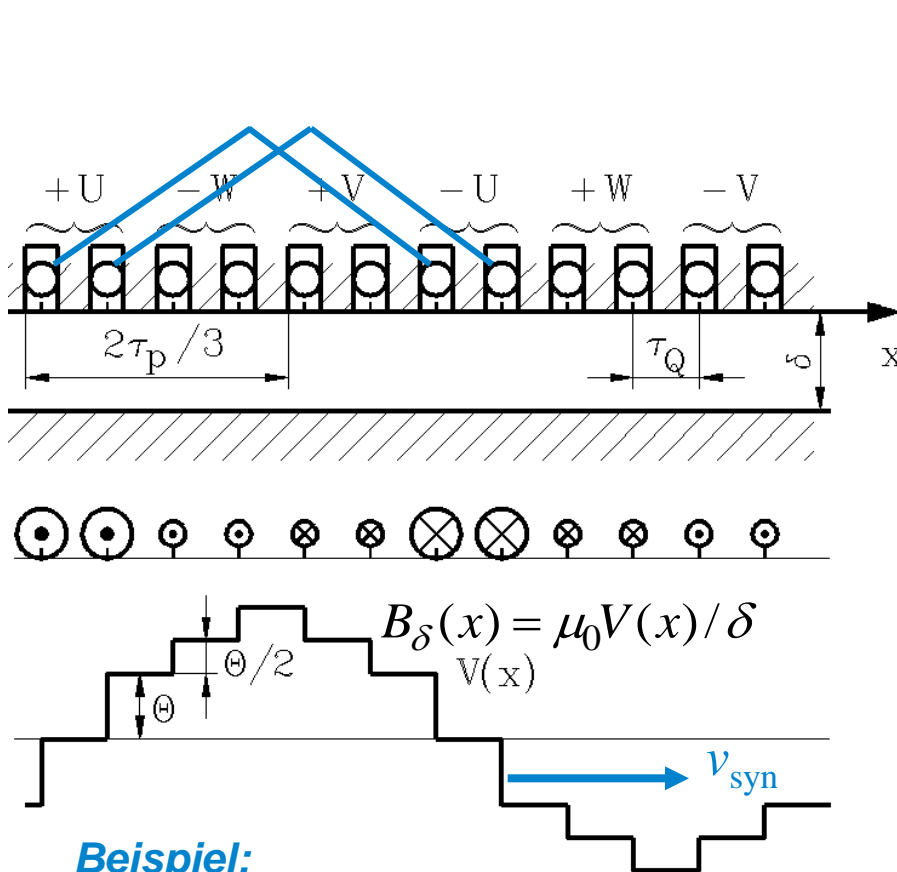 + U − W + V − U + W − V
2τp /3
τQ
δ
x
Bδ(x) = μ0V(x)/δ
Θ/2
V(x)
Θ
vsyn
Beispiel: